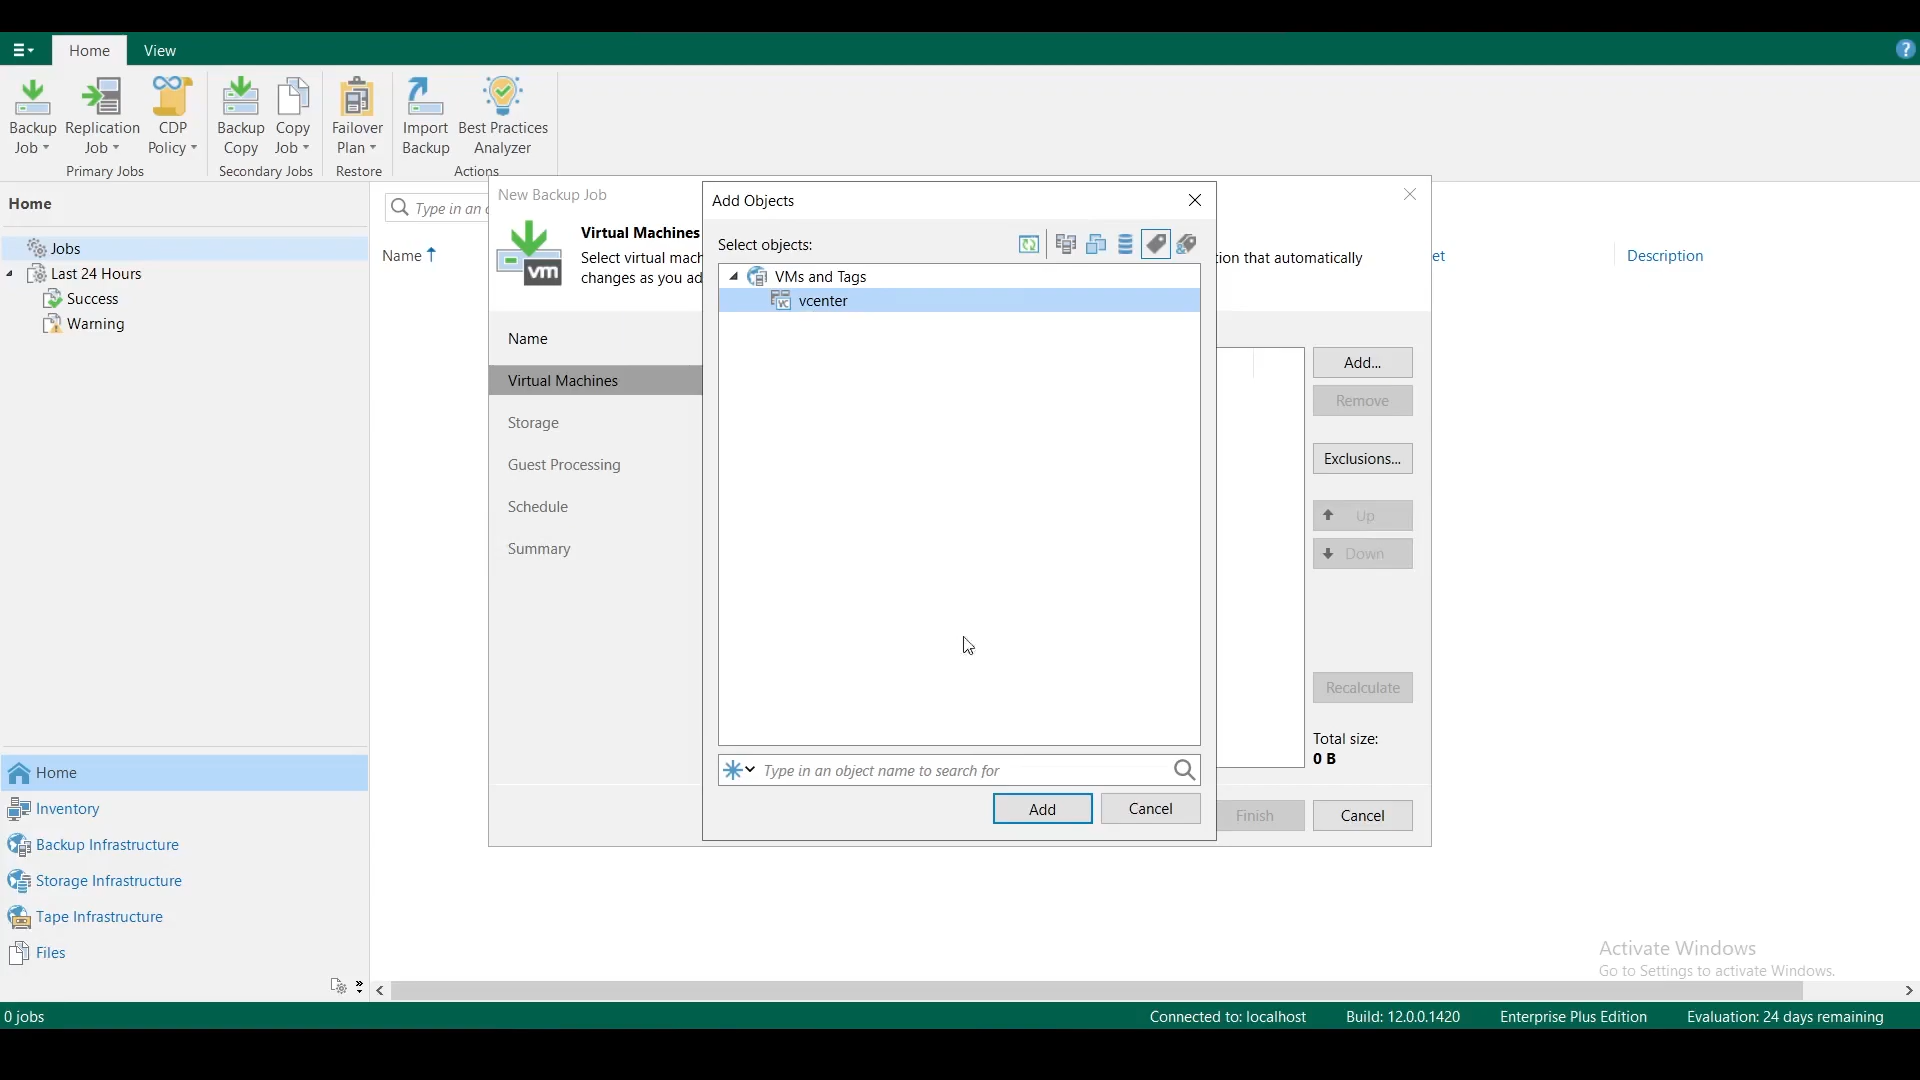 Home
View
Backup Job
Replication Job
CDP Policy
Primary Jobs
Backup Copy
Copy Job
Secondary Jobs
Failover Plan
Restore
Import Backup
Best Practices Analyzer
Actions
Home
Jobs
Last 24 Hours
Success
Warning
Home
Inventory
Backup Infrastructure
Storage Infrastructure
Tape Infrastructure
Files
Type in an
Name
Description
New Backup Job
Virtual Machines
Select virtual
changes as you
that automatically
Name
Virtual Machines
Storage
Guest Processing
Schedule
Summary
Add...
Remove
Exclusions...
Up
Down
Recalculate
Total size:
0 B
Finish
Cancel
Add Objects
Select objects:
VMs and Tags
vcenter
Type in an object name to search for
Add
Cancel
vm
Activate Windows
Go to Settings to activate Windows.
0 jobs
Connected to: localhost
Build: 12.0.0.1420
Enterprise Plus Edition
Evaluation: 24 days remaining